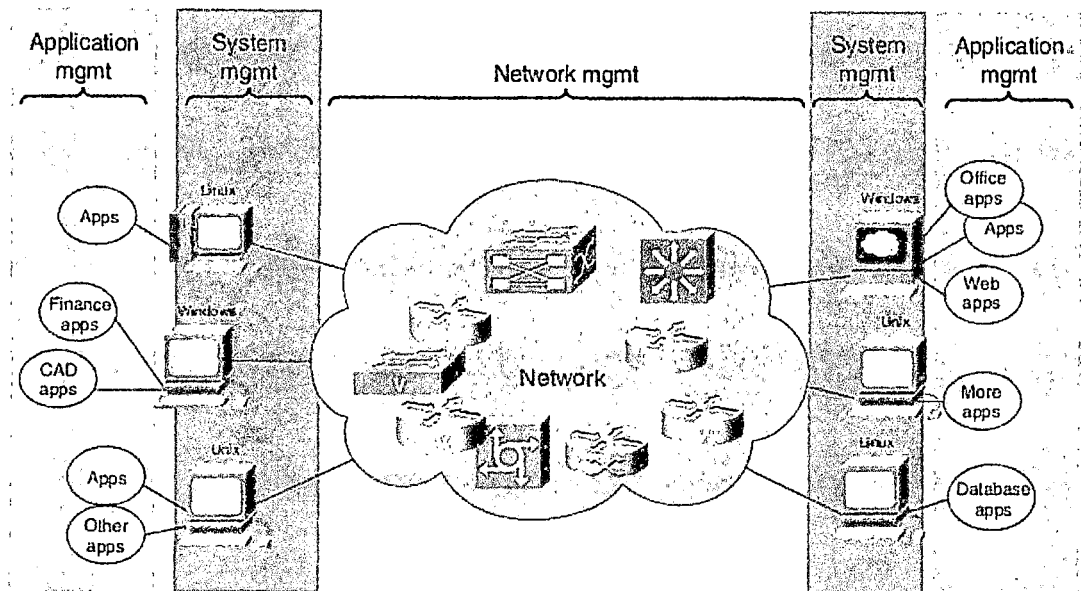 Application
mgmt
System
mgmt
Network mgmt
System
mgmt
Application
mgmt
Linux
Apps
Windows
Finance
apps
CAD
apps
Unix
Apps
Other
apps
Network
Windows
Office
apps
Apps
Web
apps
Unix
More
apps
Linux
Database
apps